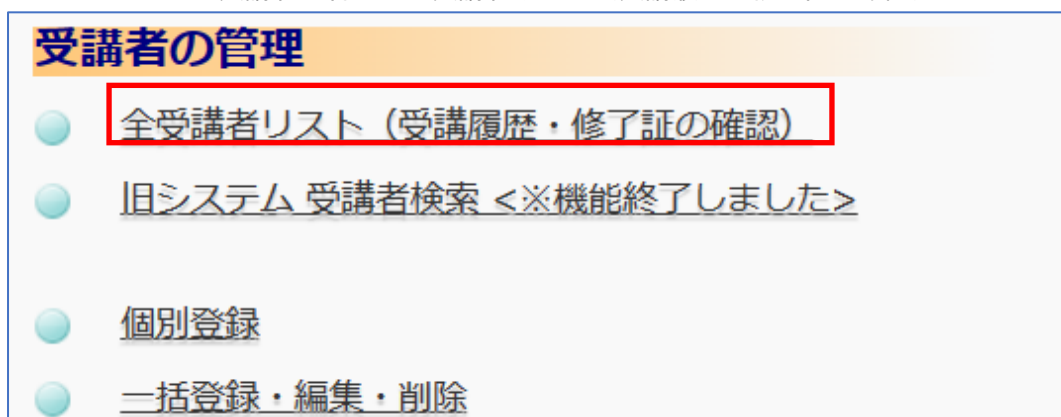 受講者の管理
全受講者リスト（受講履歴・修了証の確認）
旧システム 受講者検索 <※機能終了しました>
個別登録
一括登録・編集・削除